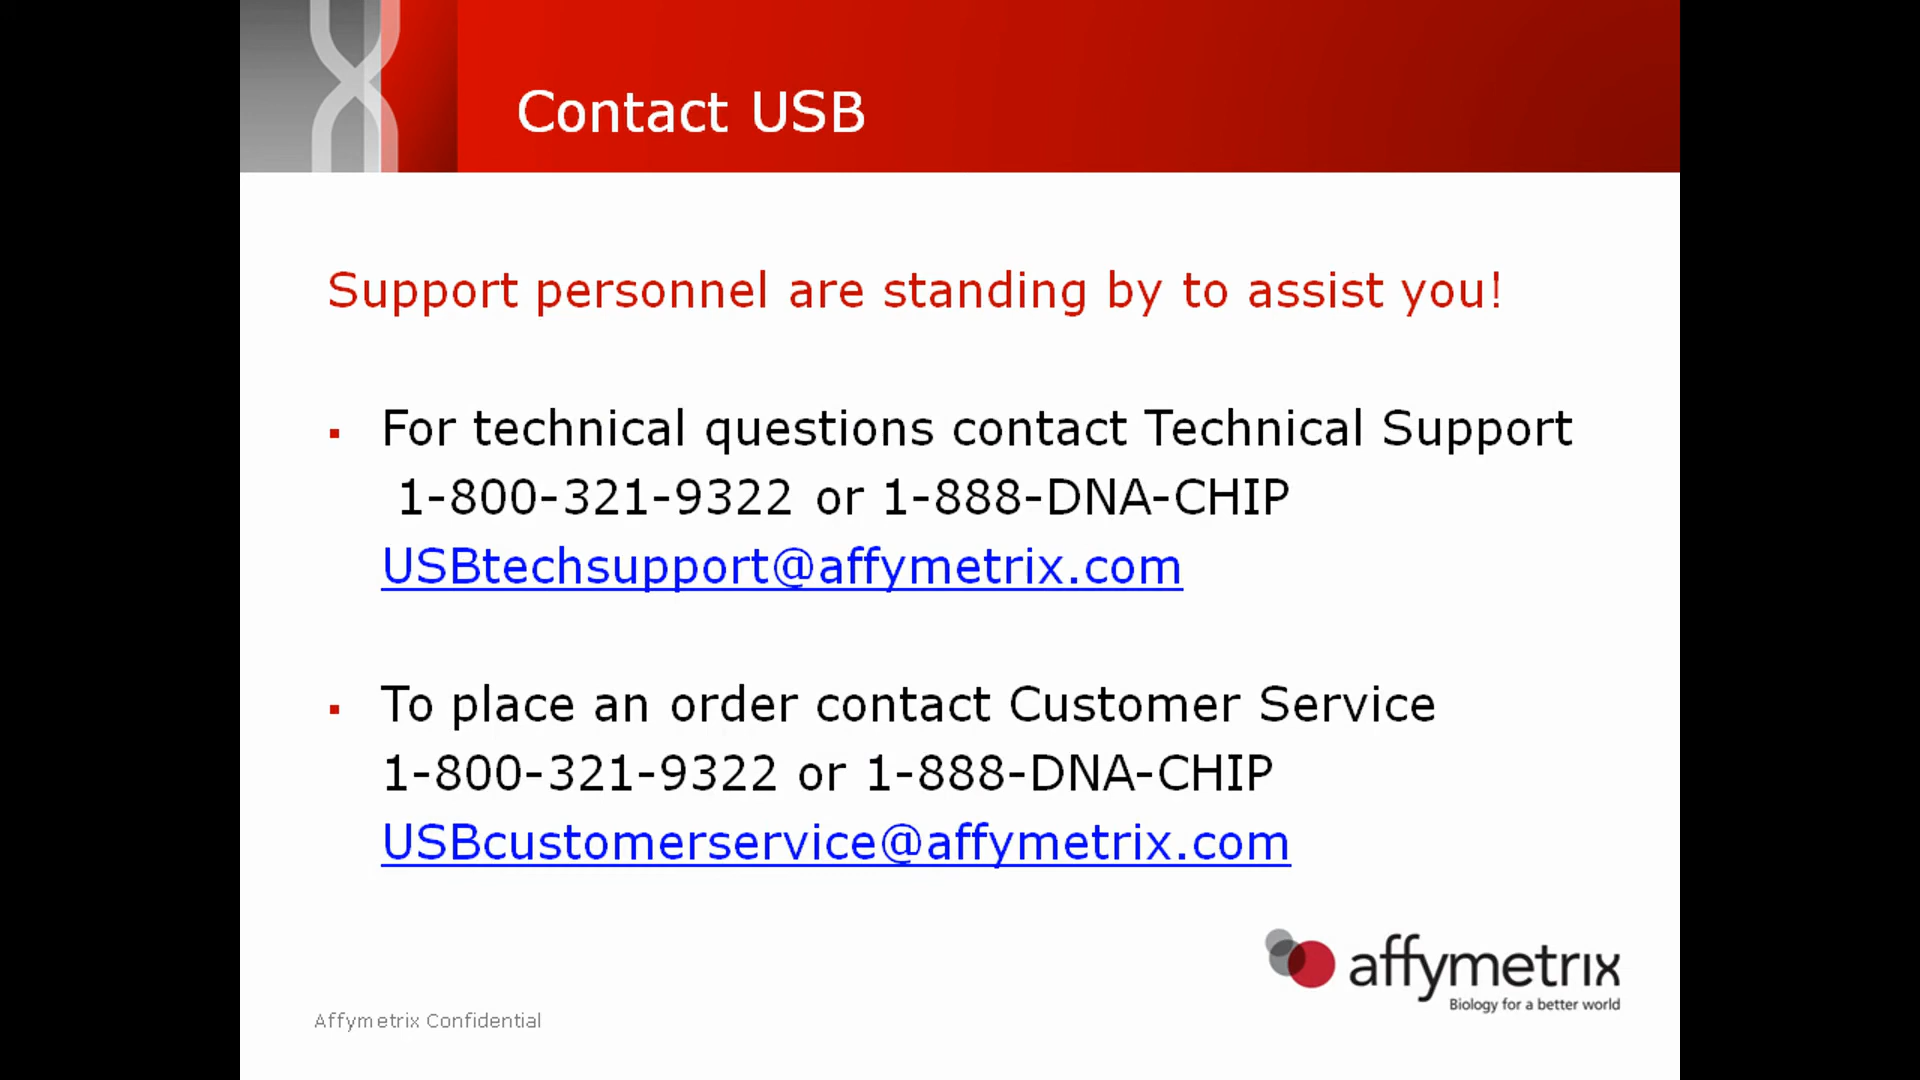 Contact USB
Support personnel are standing by to assist you!
▪ For technical questions contact Technical Support
1-800-321-9322 or 1-888-DNA-CHIP
USBtechsupport@affymetrix.com
▪ To place an order contact Customer Service
1-800-321-9322 or 1-888-DNA-CHIP
USBcustomerservice@affymetrix.com
affymetrix
Biology for a better world
Affymetrix Confidential